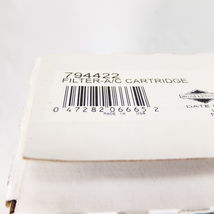 794422
FILTER-A/C CARTRIDGE
0 47282 06665 2
MADE IN USA
DATE